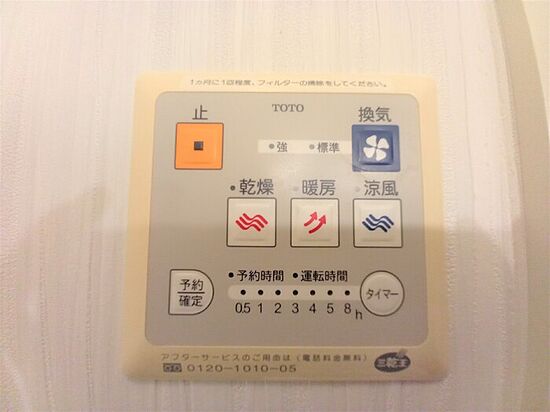 1ヵ月に1回程度、フィルターの掃除をしてください。
止 TOTO 換気
強 標準
乾燥 暖房 涼風
予約時間 運転時間
予約
確定
タイマー
0.5 1 2 3 4 5 8 h
アフターサービスのご用命は（電話料金無料）
0120-1010-05
三乾王